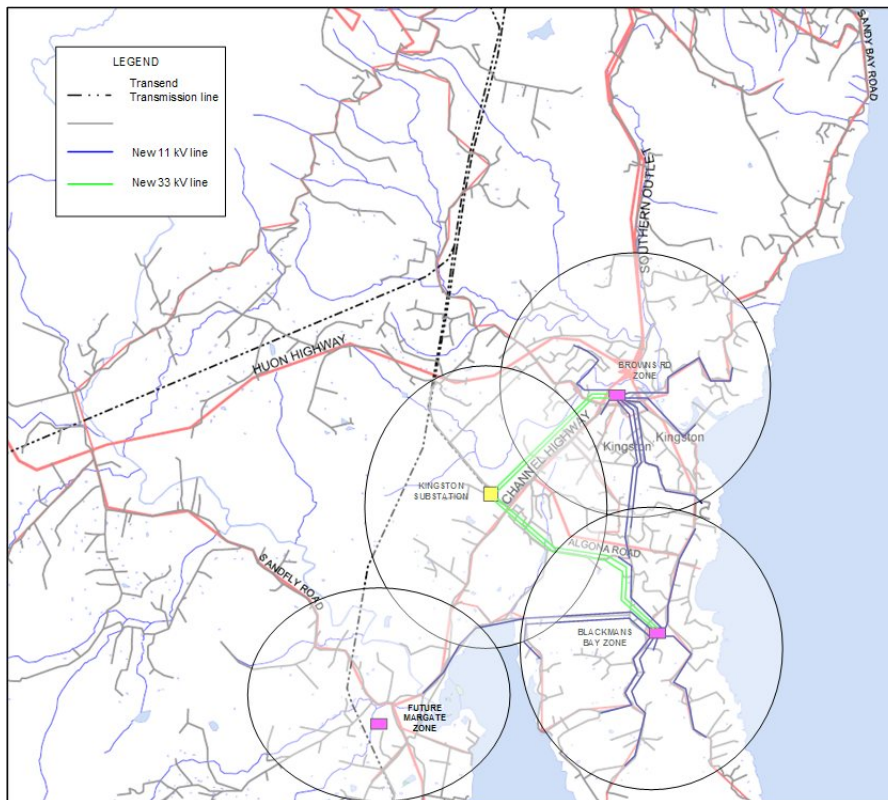 LEGEND
Transend
Transmission line
New 11 kV line
New 33 kV line
SANDY BAY ROAD
SOUTHERN OUTLET
HUON HIGHWAY
BROWNS RD
ZONE
Kingston
Kingston
CHANNEL HIGHWAY
KINGSTON
SUBSTATION
ALGONA ROAD
SANDFLY ROAD
BLACKMANS
BAY ZONE
FUTURE
MARGATE
ZONE